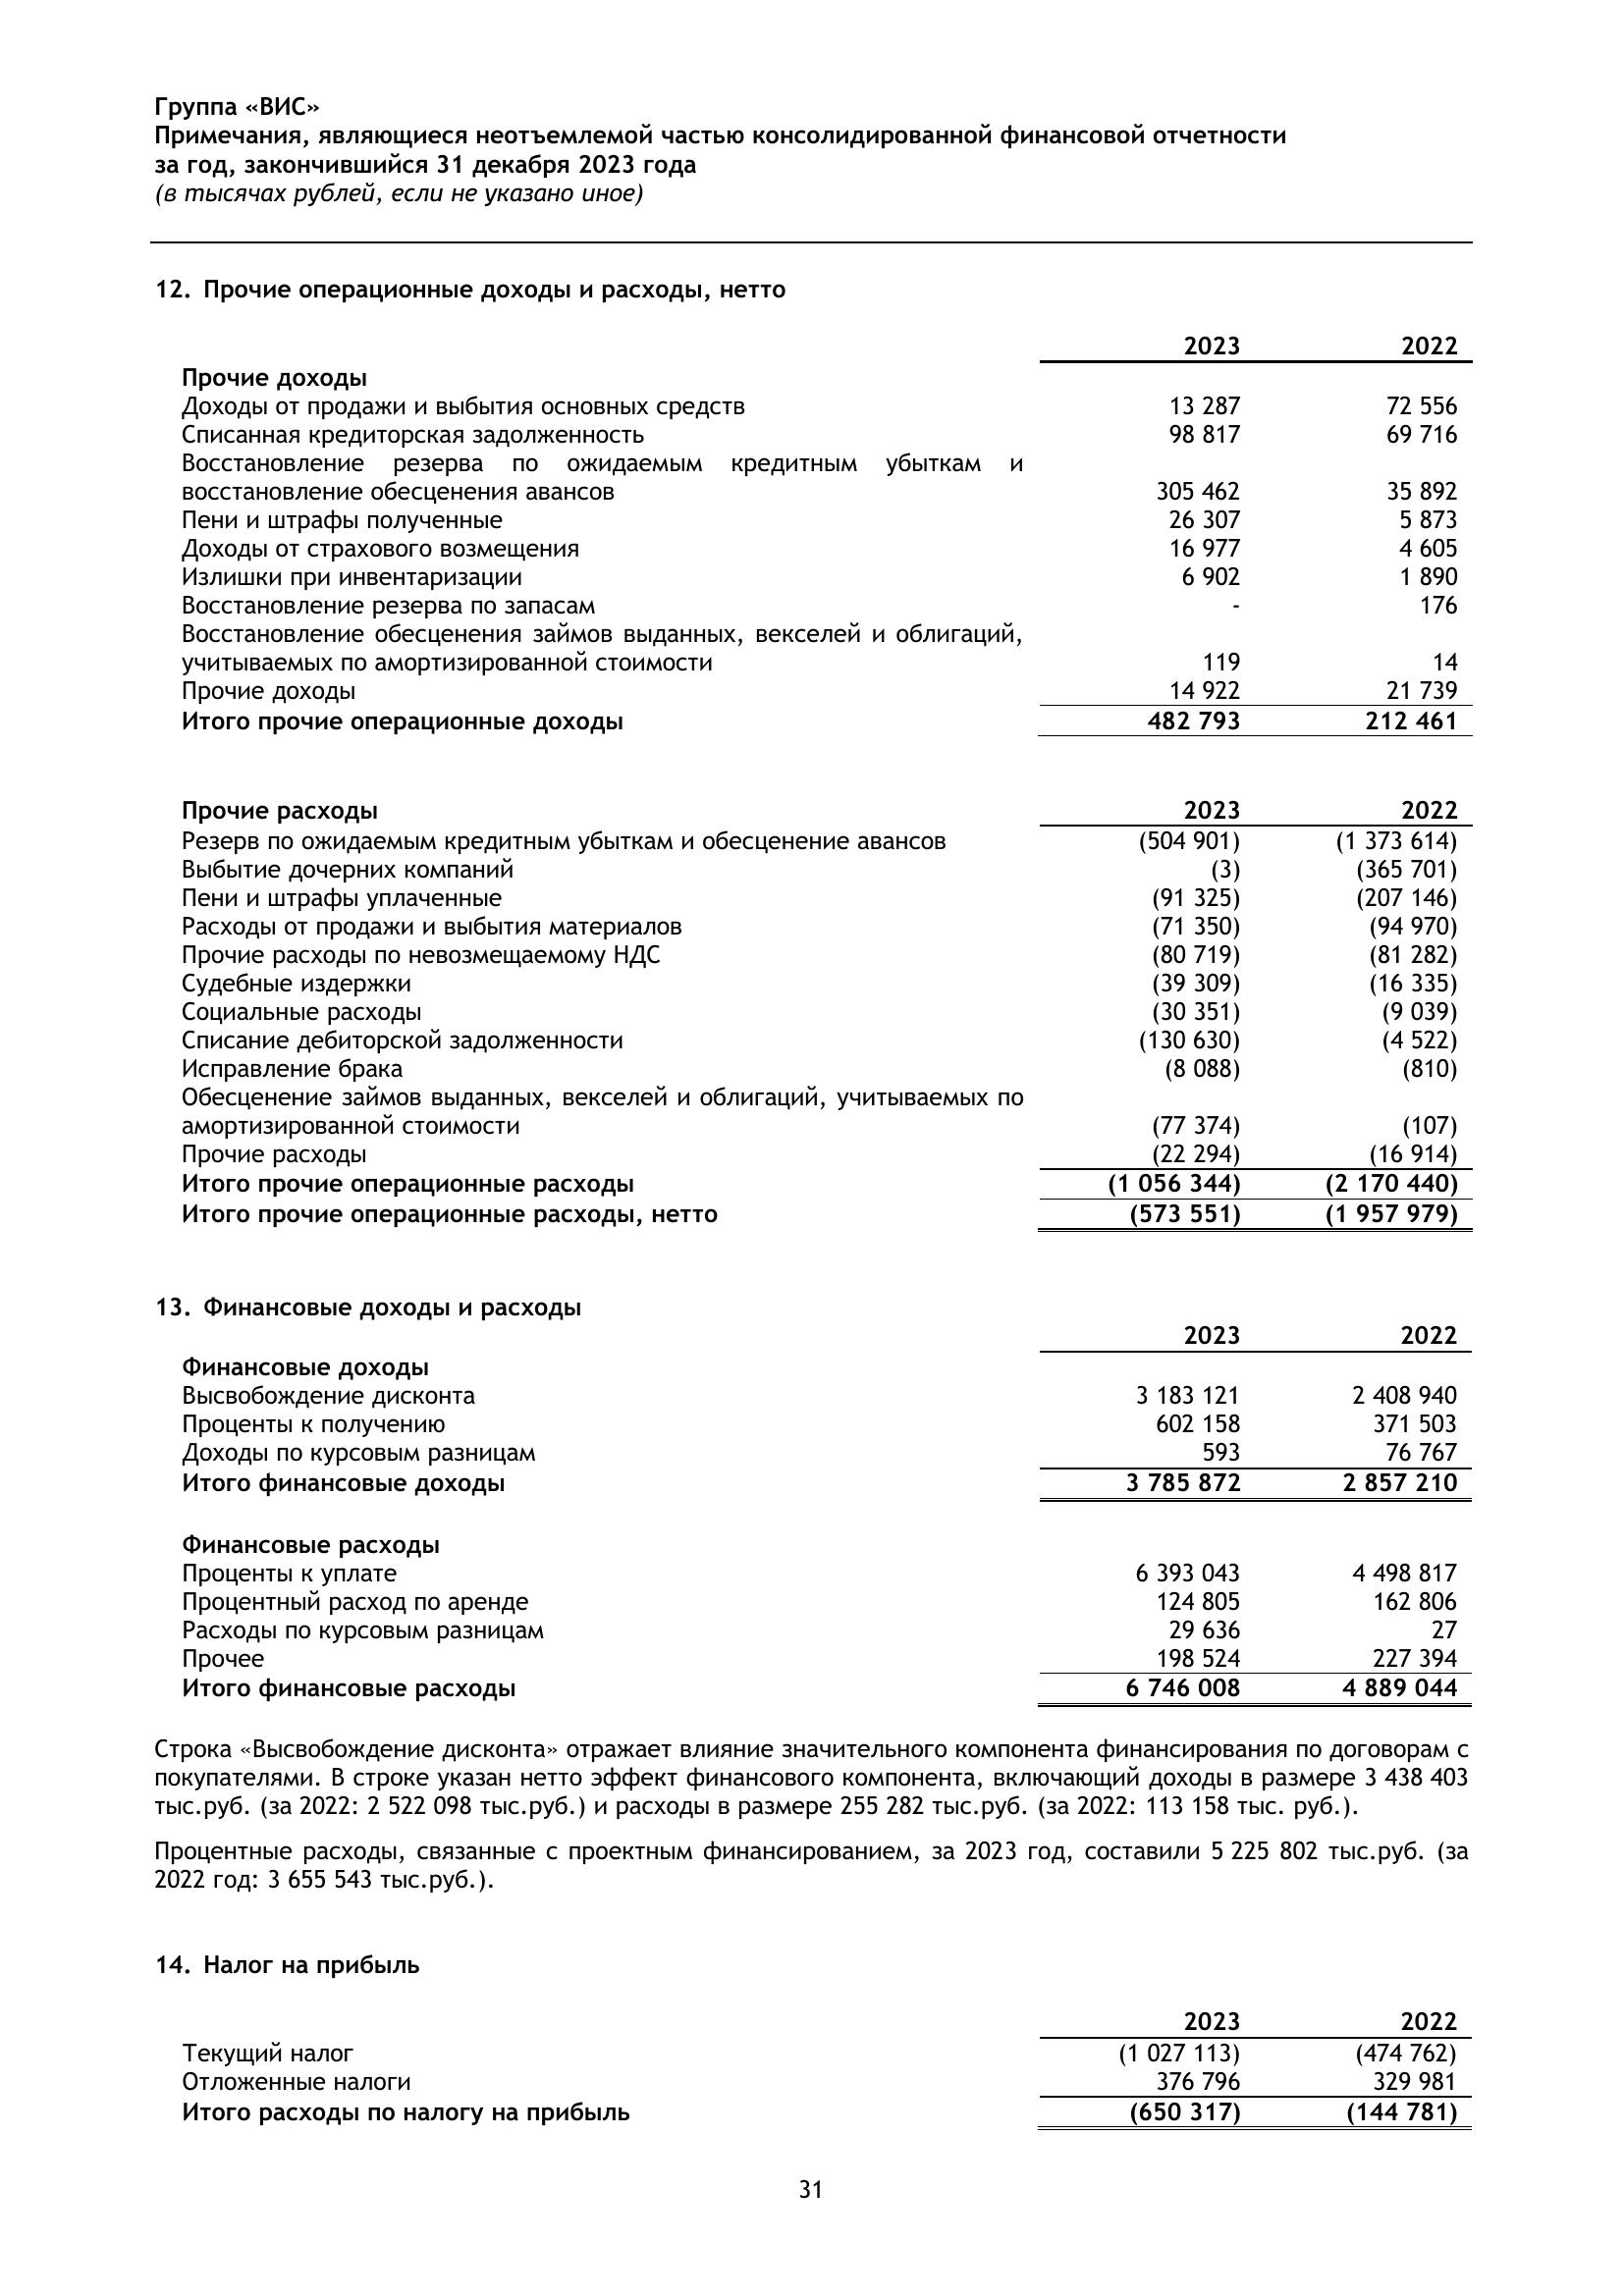 Группа «ВИС»
Примечания, являющиеся неотъемлемой частью консолидированной финансовой отчетности
за год, закончившийся 31 декабря 2023 года
(в тысячах рублей, если не указано иное)
12. Прочие операционные доходы и расходы, нетто
2023 2022
Прочие доходы
Доходы от продажи и выбытия основных средств 13 287 72 556
Списанная кредиторская задолженность 98 817 69 716
Восстановление резерва по ожидаемым кредитным убыткам и
восстановление обесценения авансов 305 462 35 892
Пени и штрафы полученные 26 307 5 873
Доходы от страхового возмещения 16 977 4 605
Излишки при инвентаризации 6 902 1 890
Восстановление резерва по запасам - 176
Восстановление обесценения займов выданных, векселей и облигаций,
учитываемых по амортизированной стоимости 119 14
Прочие доходы 14 922 21 739
Итого прочие операционные доходы 482 793 212 461
Прочие расходы 2023 2022
Резерв по ожидаемым кредитным убыткам и обесценение авансов (504 901) (1 373 614)
Выбытие дочерних компаний (3) (365 701)
Пени и штрафы уплаченные (91 325) (207 146)
Расходы от продажи и выбытия материалов (71 350) (94 970)
Прочие расходы по невозмещаемому НДС (80 719) (81 282)
Судебные издержки (39 309) (16 335)
Социальные расходы (30 351) (9 039)
Списание дебиторской задолженности (130 630) (4 522)
Исправление брака (8 088) (810)
Обесценение займов выданных, векселей и облигаций, учитываемых по
амортизированной стоимости (77 374) (107)
Прочие расходы (22 294) (16 914)
Итого прочие операционные расходы (1 056 344) (2 170 440)
Итого прочие операционные расходы, нетто (573 551) (1 957 979)
13. Финансовые доходы и расходы
2023 2022
Финансовые доходы
Высвобождение дисконта 3 183 121 2 408 940
Проценты к получению 602 158 371 503
Доходы по курсовым разницам 593 76 767
Итого финансовые доходы 3 785 872 2 857 210
Финансовые расходы
Проценты к уплате 6 393 043 4 498 817
Процентный расход по аренде 124 805 162 806
Расходы по курсовым разницам 29 636 27
Прочее 198 524 227 394
Итого финансовые расходы 6 746 008 4 889 044
Строка «Высвобождение дисконта» отражает влияние значительного компонента финансирования по договорам с
покупателями. В строке указан нетто эффект финансового компонента, включающий доходы в размере 3 438 403
тыс.руб. (за 2022: 2 522 098 тыс.руб.) и расходы в размере 255 282 тыс.руб. (за 2022: 113 158 тыс. руб.).
Процентные расходы, связанные с проектным финансированием, за 2023 год, составили 5 225 802 тыс.руб. (за
2022 год: 3 655 543 тыс.руб.).
14. Налог на прибыль
2023 2022
Текущий налог (1 027 113) (474 762)
Отложенные налоги 376 796 329 981
Итого расходы по налогу на прибыль (650 317) (144 781)
31